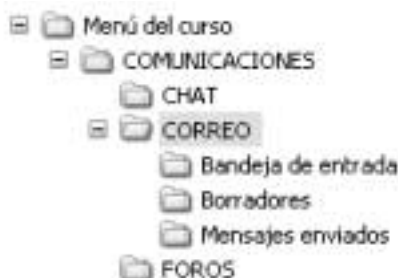 Menú del curso
COMUNICACIONES
CHAT
CORREO
Bandeja de entrada
Borradores
Mensajes enviados
FOROS